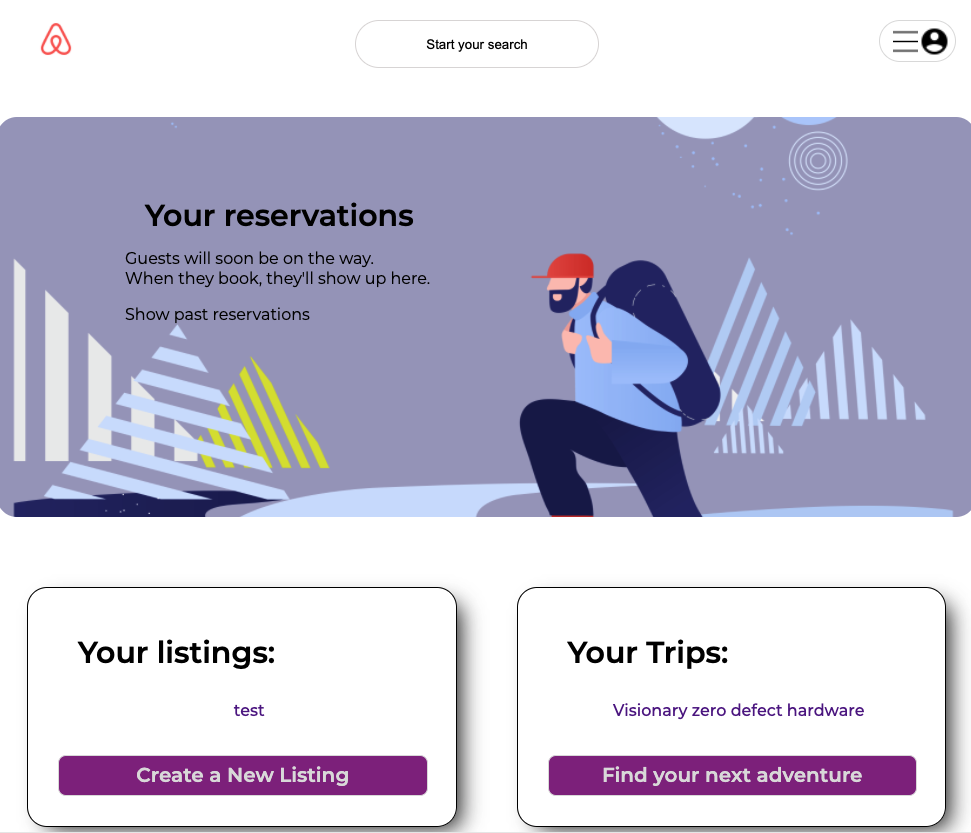 Start your search
Your reservations
Guests will soon be on the way.
When they book, they'll show up here.
Show past reservations
Your listings:
test
Create a New Listing
Your Trips:
Visionary zero defect hardware
Find your next adventure